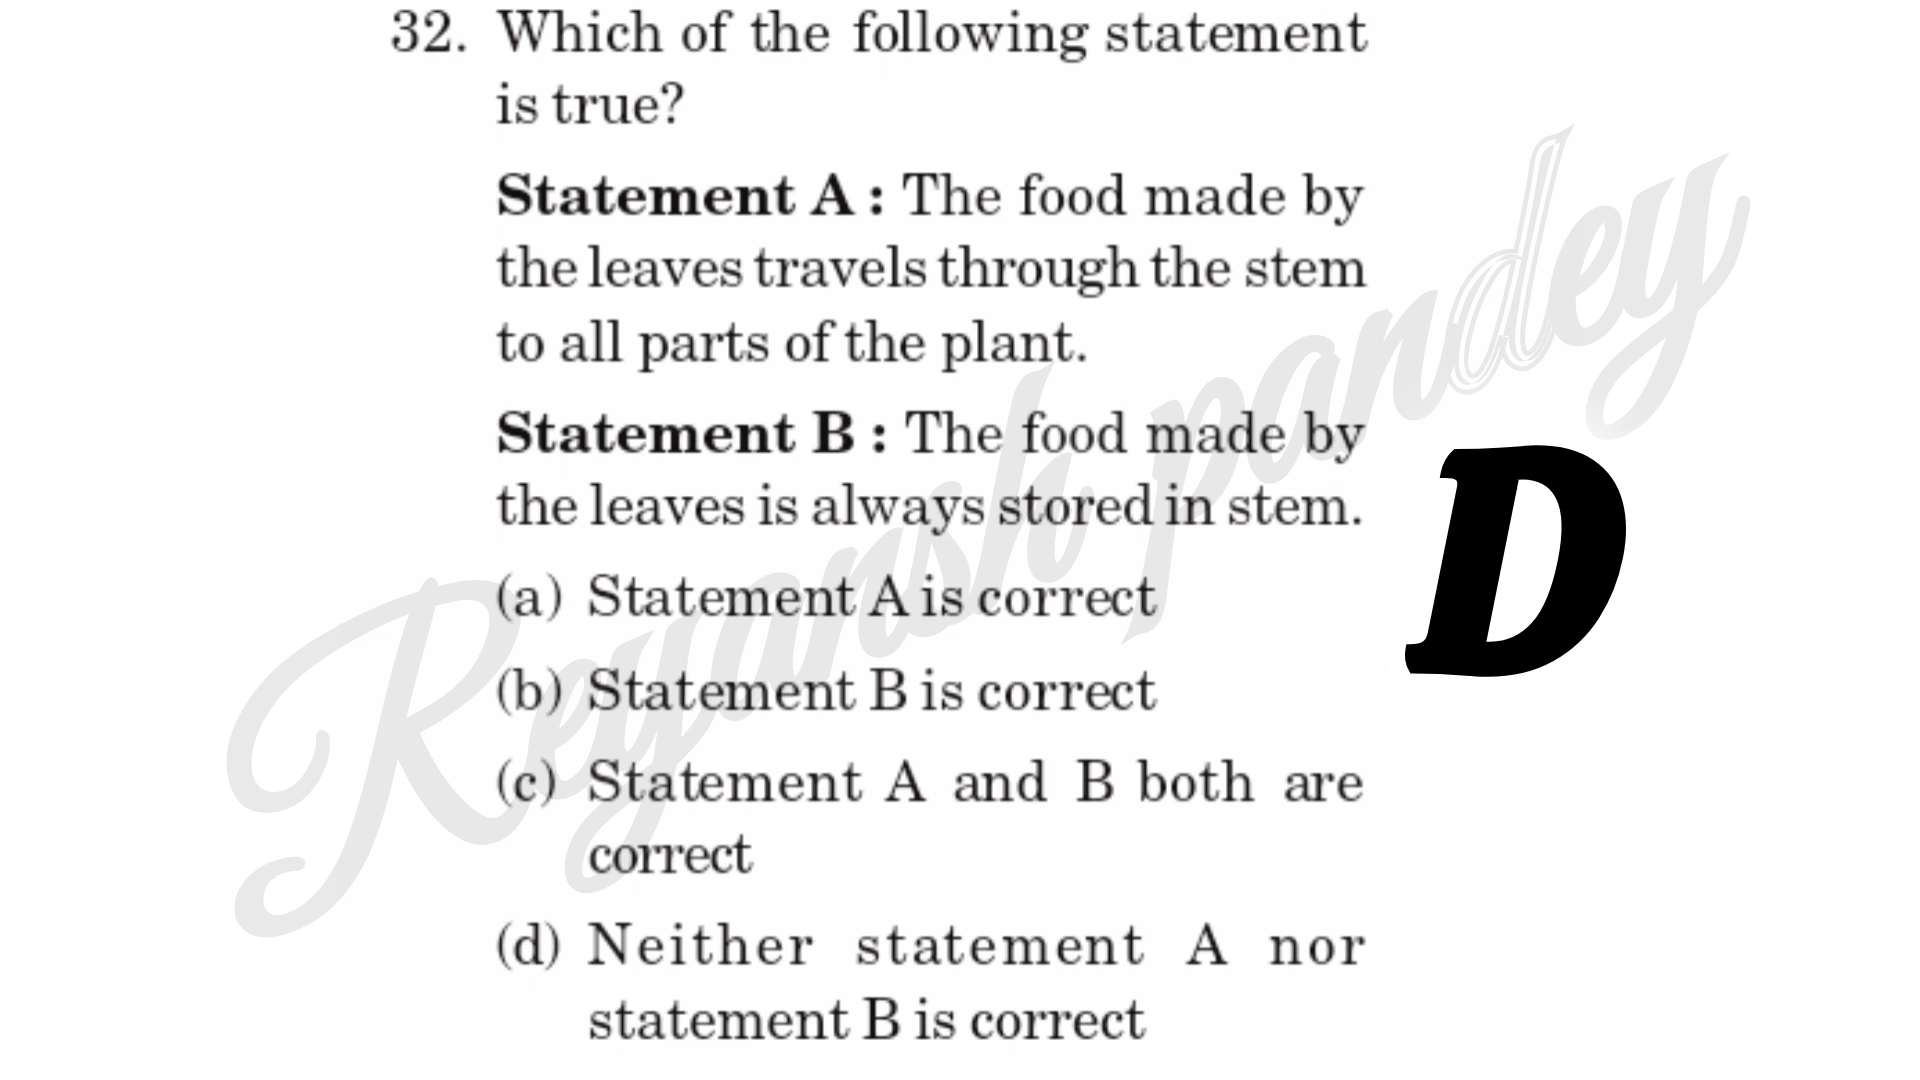 32. Which of the following statement
is true?
Statement A : The food made by
the leaves travels through the stem
to all parts of the plant.
Statement B : The food made by
the leaves is always stored in stem.
(a) Statement A is correct
(b) Statement B is correct
(c) Statement A and B both are
correct
(d) Neither statement A nor
statement B is correct
D
Reyansh pandey